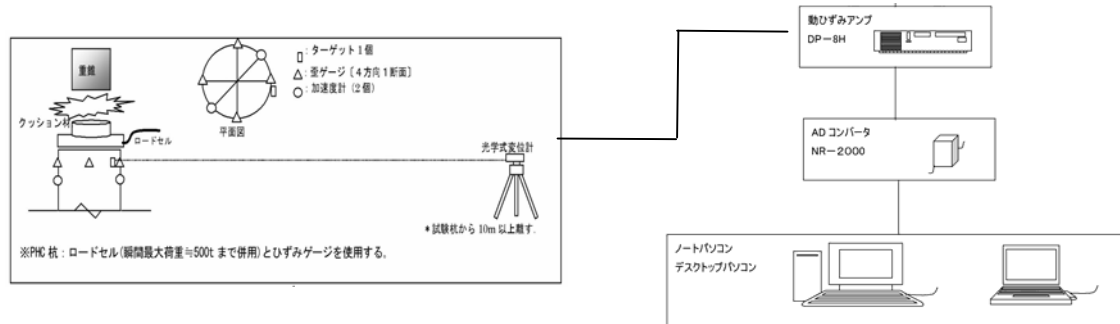 重錘
クッション材
ロードセル
平面図
: ターゲット1個
: 歪ゲージ〔4方向1断面〕
: 加速度計 (2個)
光学式変位計
*試験杭から10m以上離す.
※PHC杭：ロードセル(瞬間最大荷重≒500tまで併用)とひずみゲージを使用する。
動ひずみアンプ
DP－8H
ADコンバータ
NR－2000
ノートパソコン
デスクトップパソコン